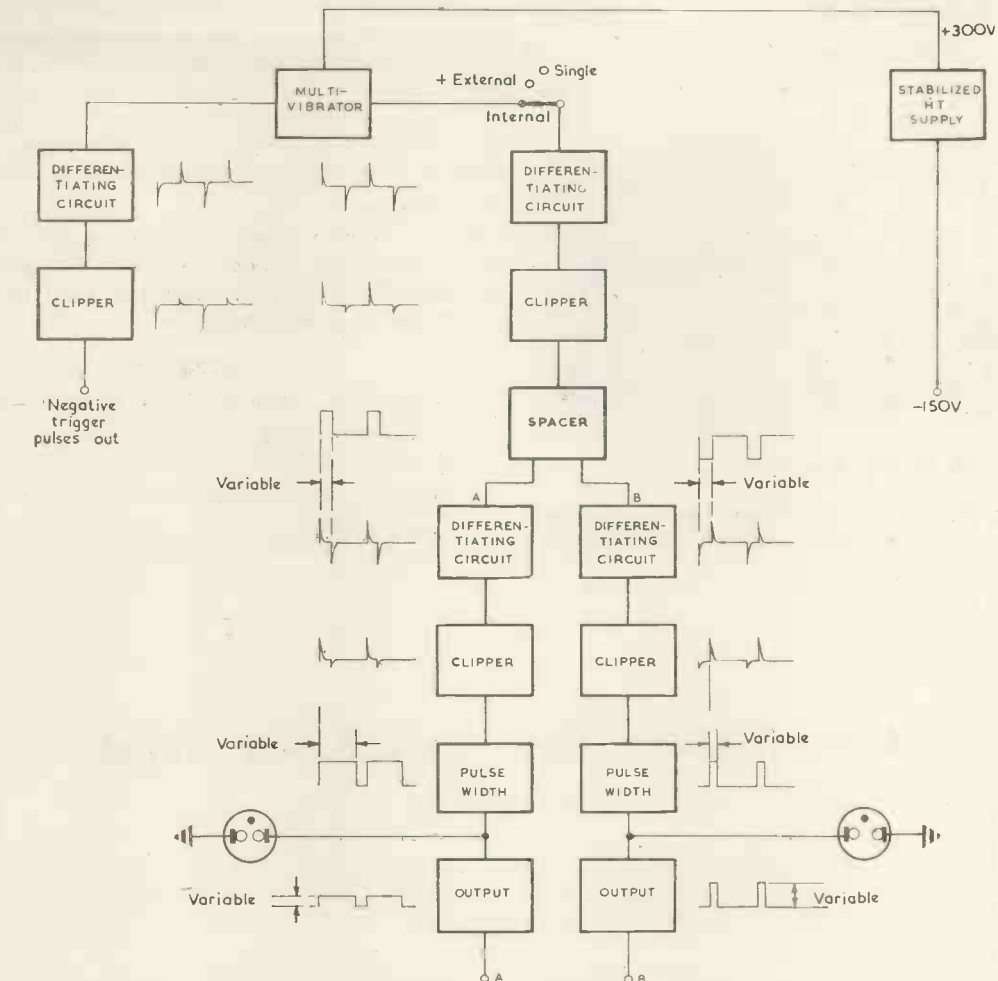 +300V
Single
+ External
Internal
MULTI-
VIBRATOR
STABILIZED
HT
SUPPLY
DIFFEREN-
TIATING
CIRCUIT
DIFFEREN-
TIATING
CIRCUIT
CLIPPER
CLIPPER
Negative
trigger
pulses out
SPACER
-150V
Variable
Variable
A
B
DIFFEREN-
TIATING
CIRCUIT
DIFFEREN-
TIATING
CIRCUIT
CLIPPER
CLIPPER
Variable
Variable
PULSE
WIDTH
PULSE
WIDTH
Variable
OUTPUT
OUTPUT
Variable
A
B